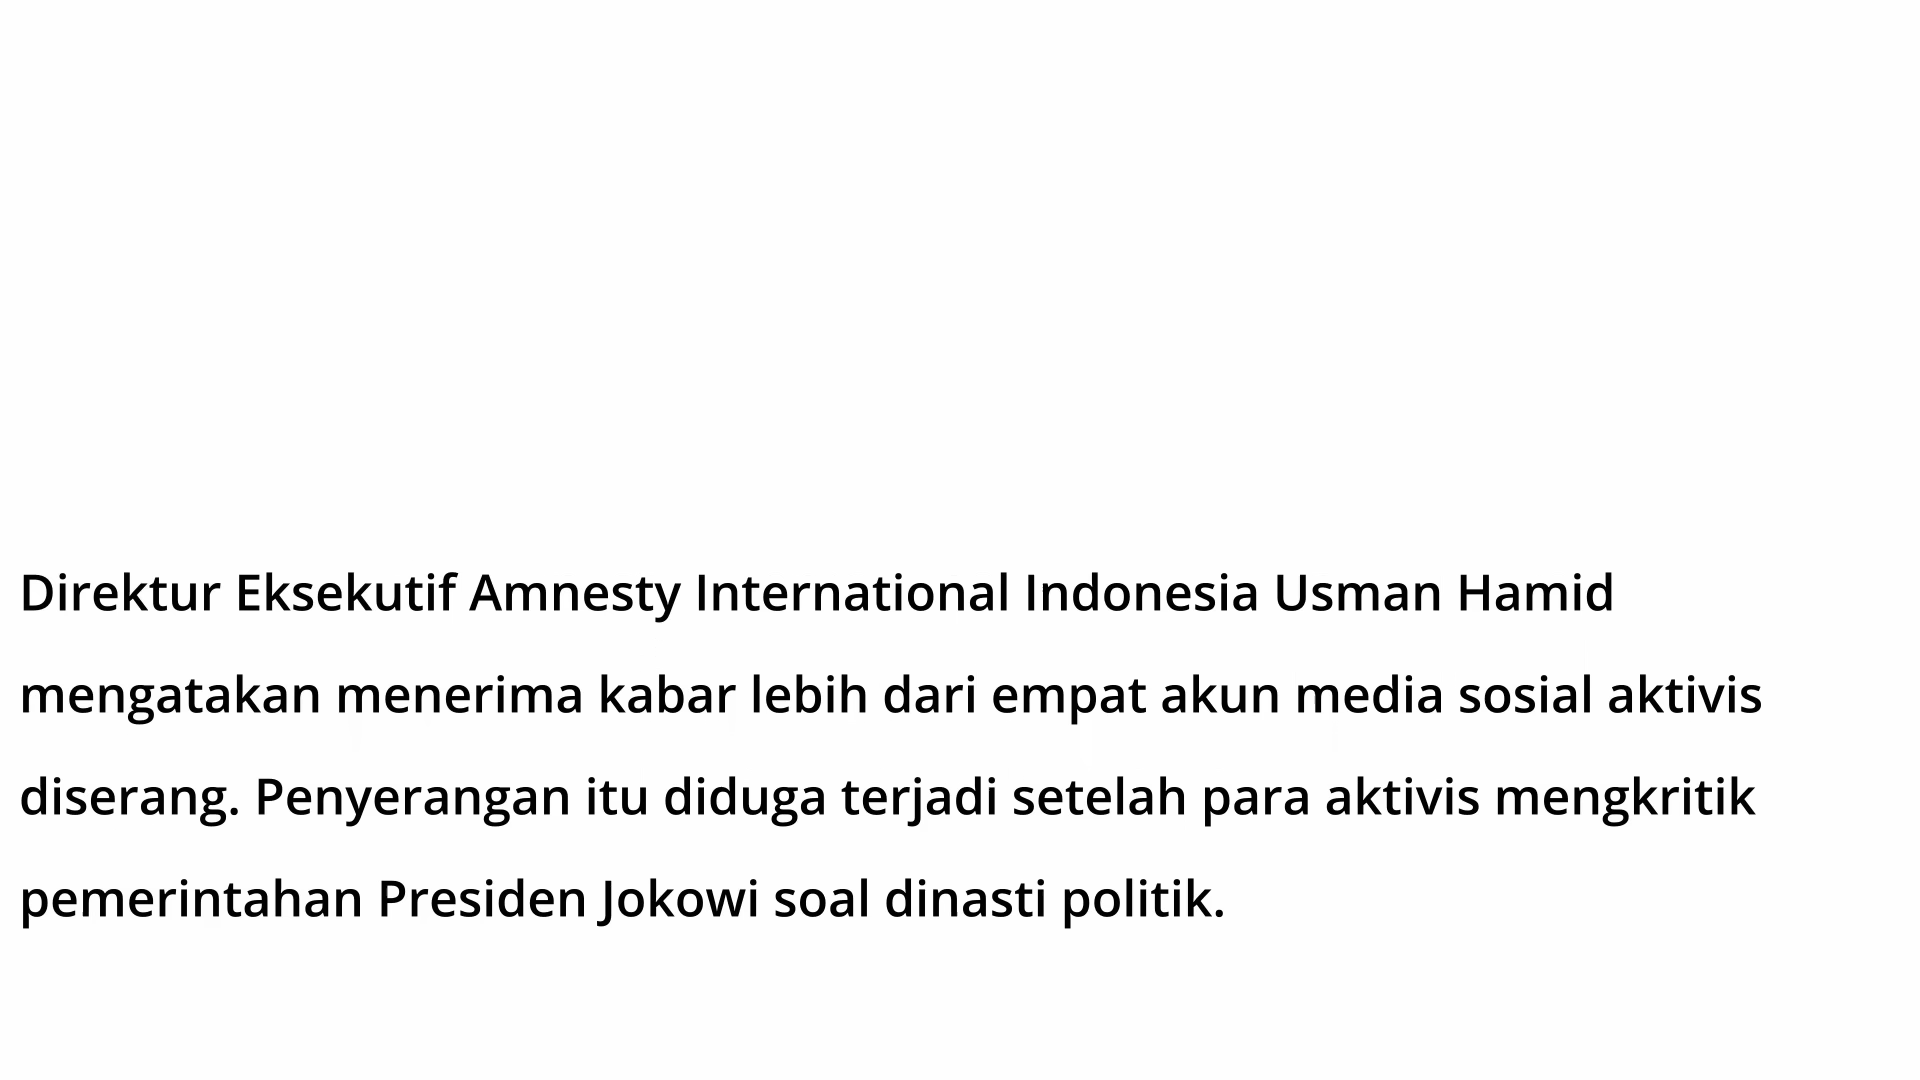 Direktur Eksekutif Amnesty International Indonesia Usman Hamid
mengatakan menerima kabar lebih dari empat akun media sosial aktivis
diserang. Penyerangan itu diduga terjadi setelah para aktivis mengkritik
pemerintahan Presiden Jokowi soal dinasti politik.